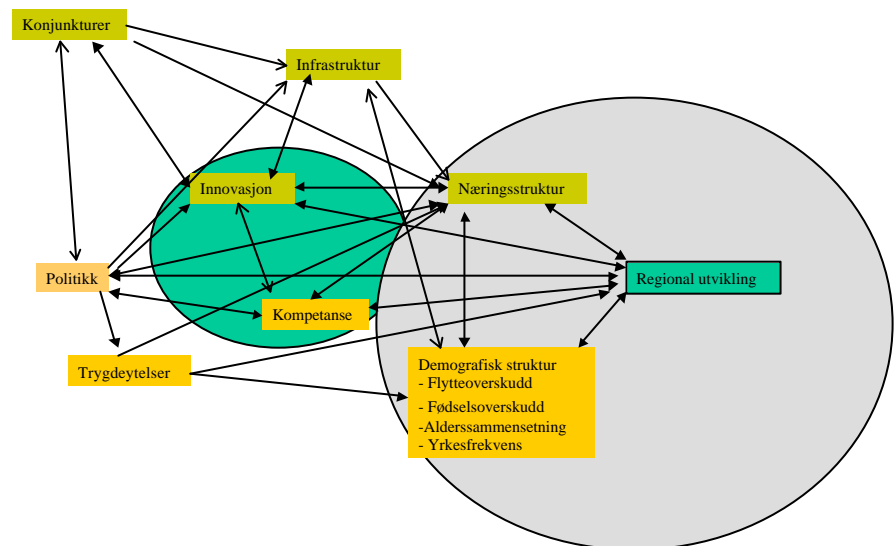 Konjunkturer
Infrastruktur
Innovasjon
Næringsstruktur
Politikk
Regional utvikling
Kompetanse
Trygdeytelser
Demografisk struktur
- Flytteoverskudd
- Fødselsoverskudd
-Alderssammensetning
- Yrkesfrekvens